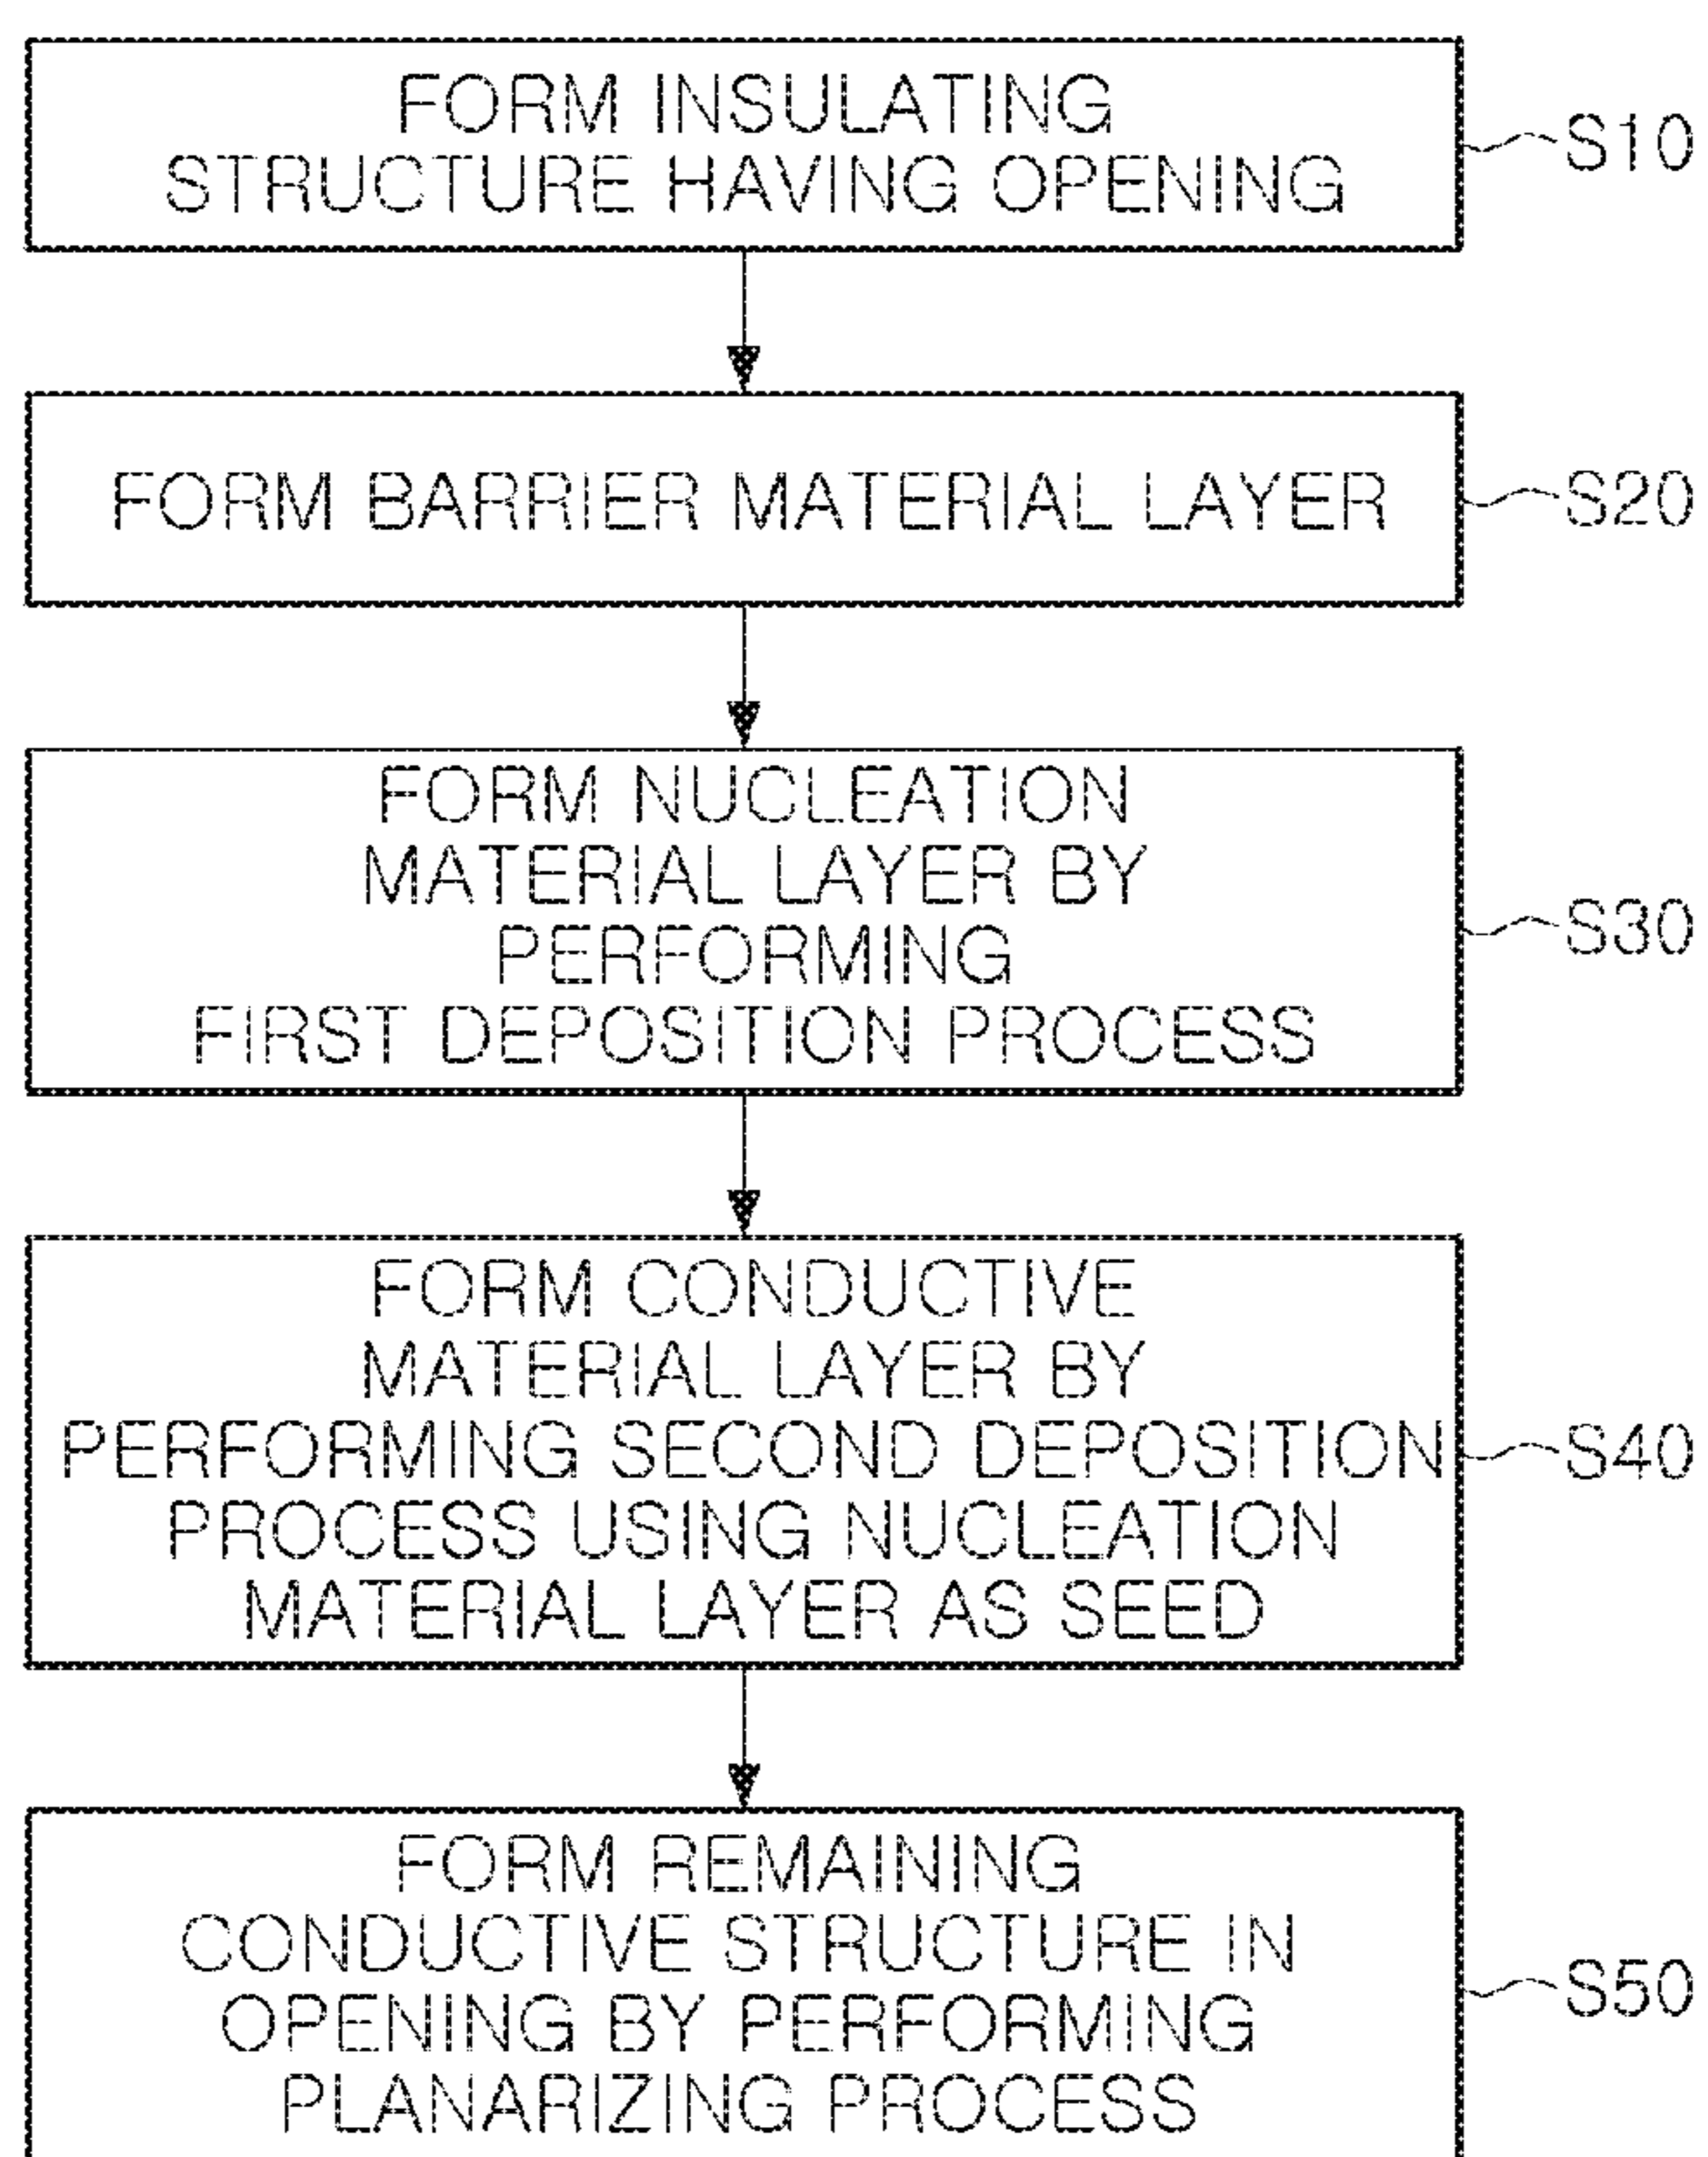 FORM INSULATING
STRUCTURE HAVING OPENING
S10
FORM BARRIER MATERIAL LAYER
S20
FORM NUCLEATION
MATERIAL LAYER BY
PERFORMING
FIRST DEPOSITION PROCESS
S30
FORM CONDUCTIVE
MATERIAL LAYER BY
PERFORMING SECOND DEPOSITION
PROCESS USING NUCLEATION
MATERIAL LAYER AS SEED
S40
FORM REMAINING
CONDUCTIVE STRUCTURE IN
OPENING BY PERFORMING
PLANARIZING PROCESS
S50